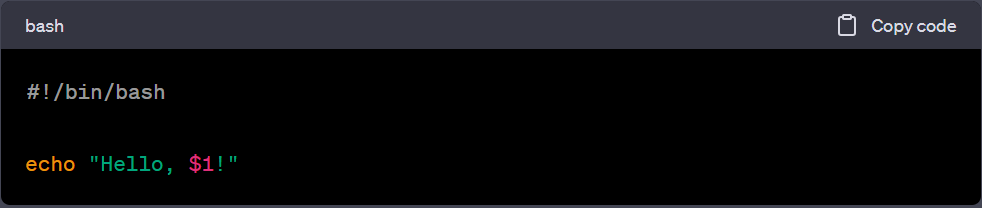 bash
Copy code
#!/bin/bash
echo "Hello, $1!"